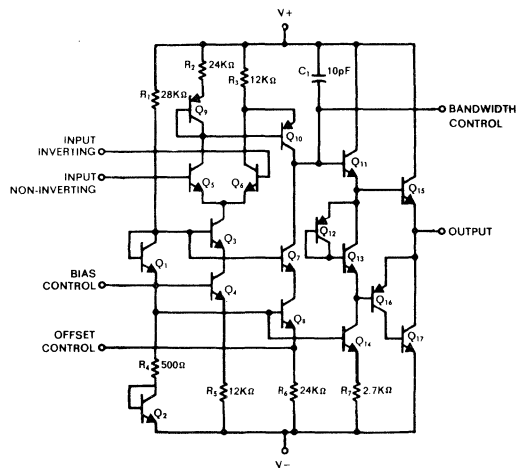 V+
R₂ 24KΩ
R₃ 12KΩ
C₁ 10pF
R₁ 28KΩ
Q₉
BANDWIDTH
CONTROL
Q₁₀
INPUT
INVERTING
Q₁₁
INPUT
NON-INVERTING
Q₅
Q₆
Q₁₅
Q₁₂
OUTPUT
Q₃
Q₁
Q₇
Q₁₃
BIAS
CONTROL
Q₄
Q₁₆
Q₈
OFFSET
CONTROL
Q₁₄
Q₁₇
R₄ 500Ω
R₅ 12KΩ
R₆ 24KΩ
R₇ 2.7KΩ
Q₂
V−